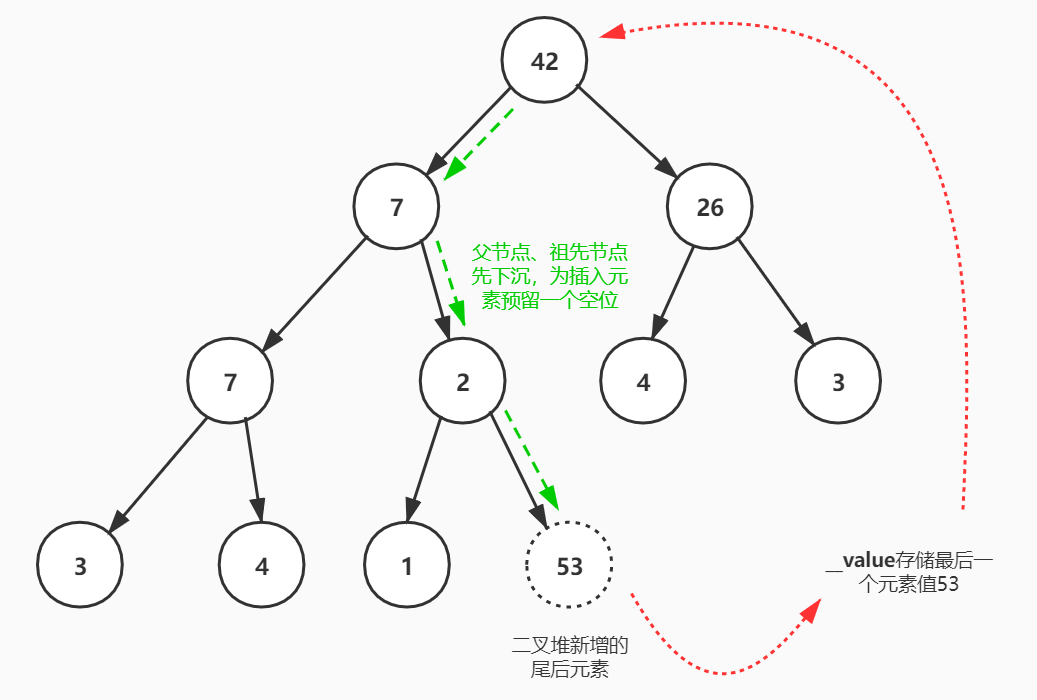 42
7
26
父节点、祖先节点
先下沉，为插入元
素预留一个空位
7
2
4
3
3
4
1
53
__value存储最后一
个元素值53
二叉堆新增的
尾后元素